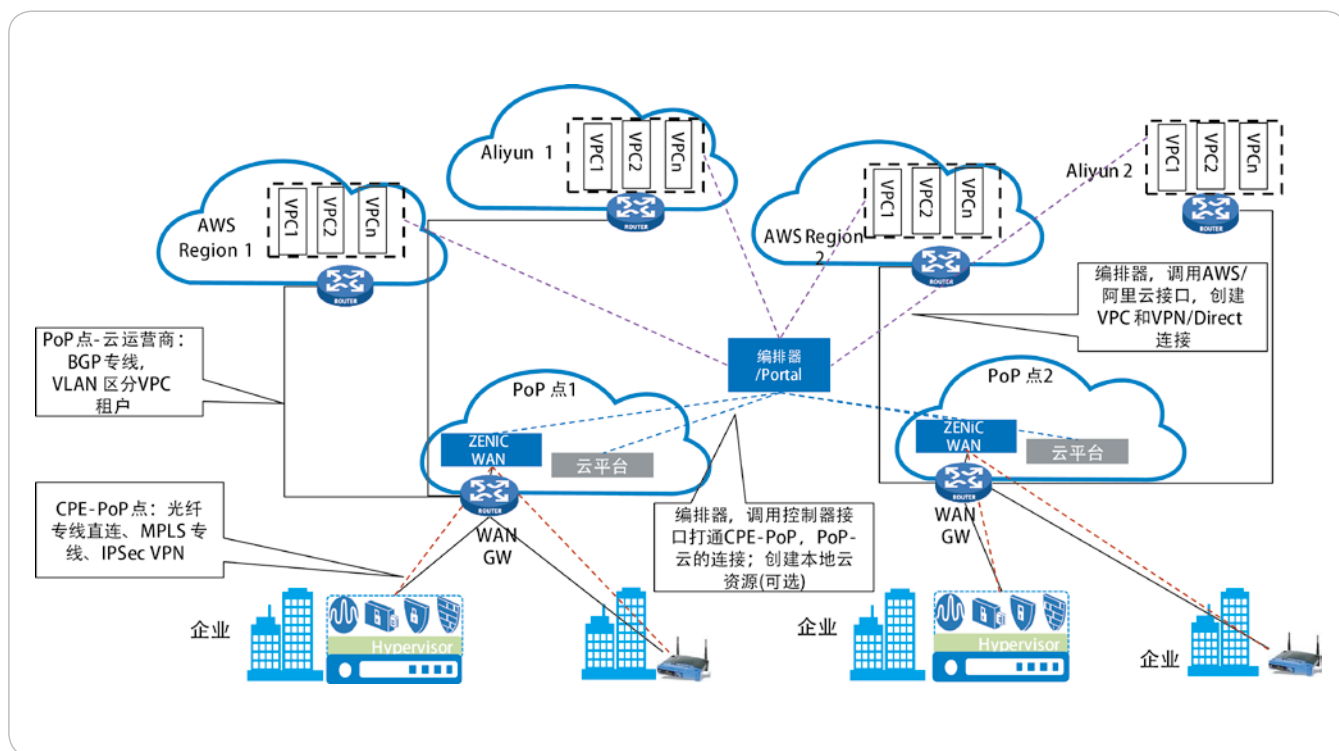 Aliyun 1
VPC1
VPC2
VPCn
ROUTER
AWS
Region 1
VPC1
VPC2
VPCn
ROUTER
AWS Region
2
VPC1
VPC2
VPCn
ROUTER
Aliyun 2
VPC1
VPC2
VPCn
ROUTER
编排器，调用AWS/
阿里云接口，创建
VPC 和VPN/Direct
连接
PoP点-云运营商：
BGP专线，
VLAN 区分VPC
租户
编排器
/Portal
PoP 点1
ZENIC
WAN
云平台
ROUTER
WAN
GW
PoP 点2
ZENIC
WAN
云平台
ROUTER
WAN
GW
CPE-PoP点：光纤
专线直连、MPLS 专
线、IPSec VPN
编排器，调用控制器接
口打通CPE-PoP，PoP-
云的连接；创建本地云
资源(可选)
企业
Hypervisor
企业
企业
Hypervisor
企业